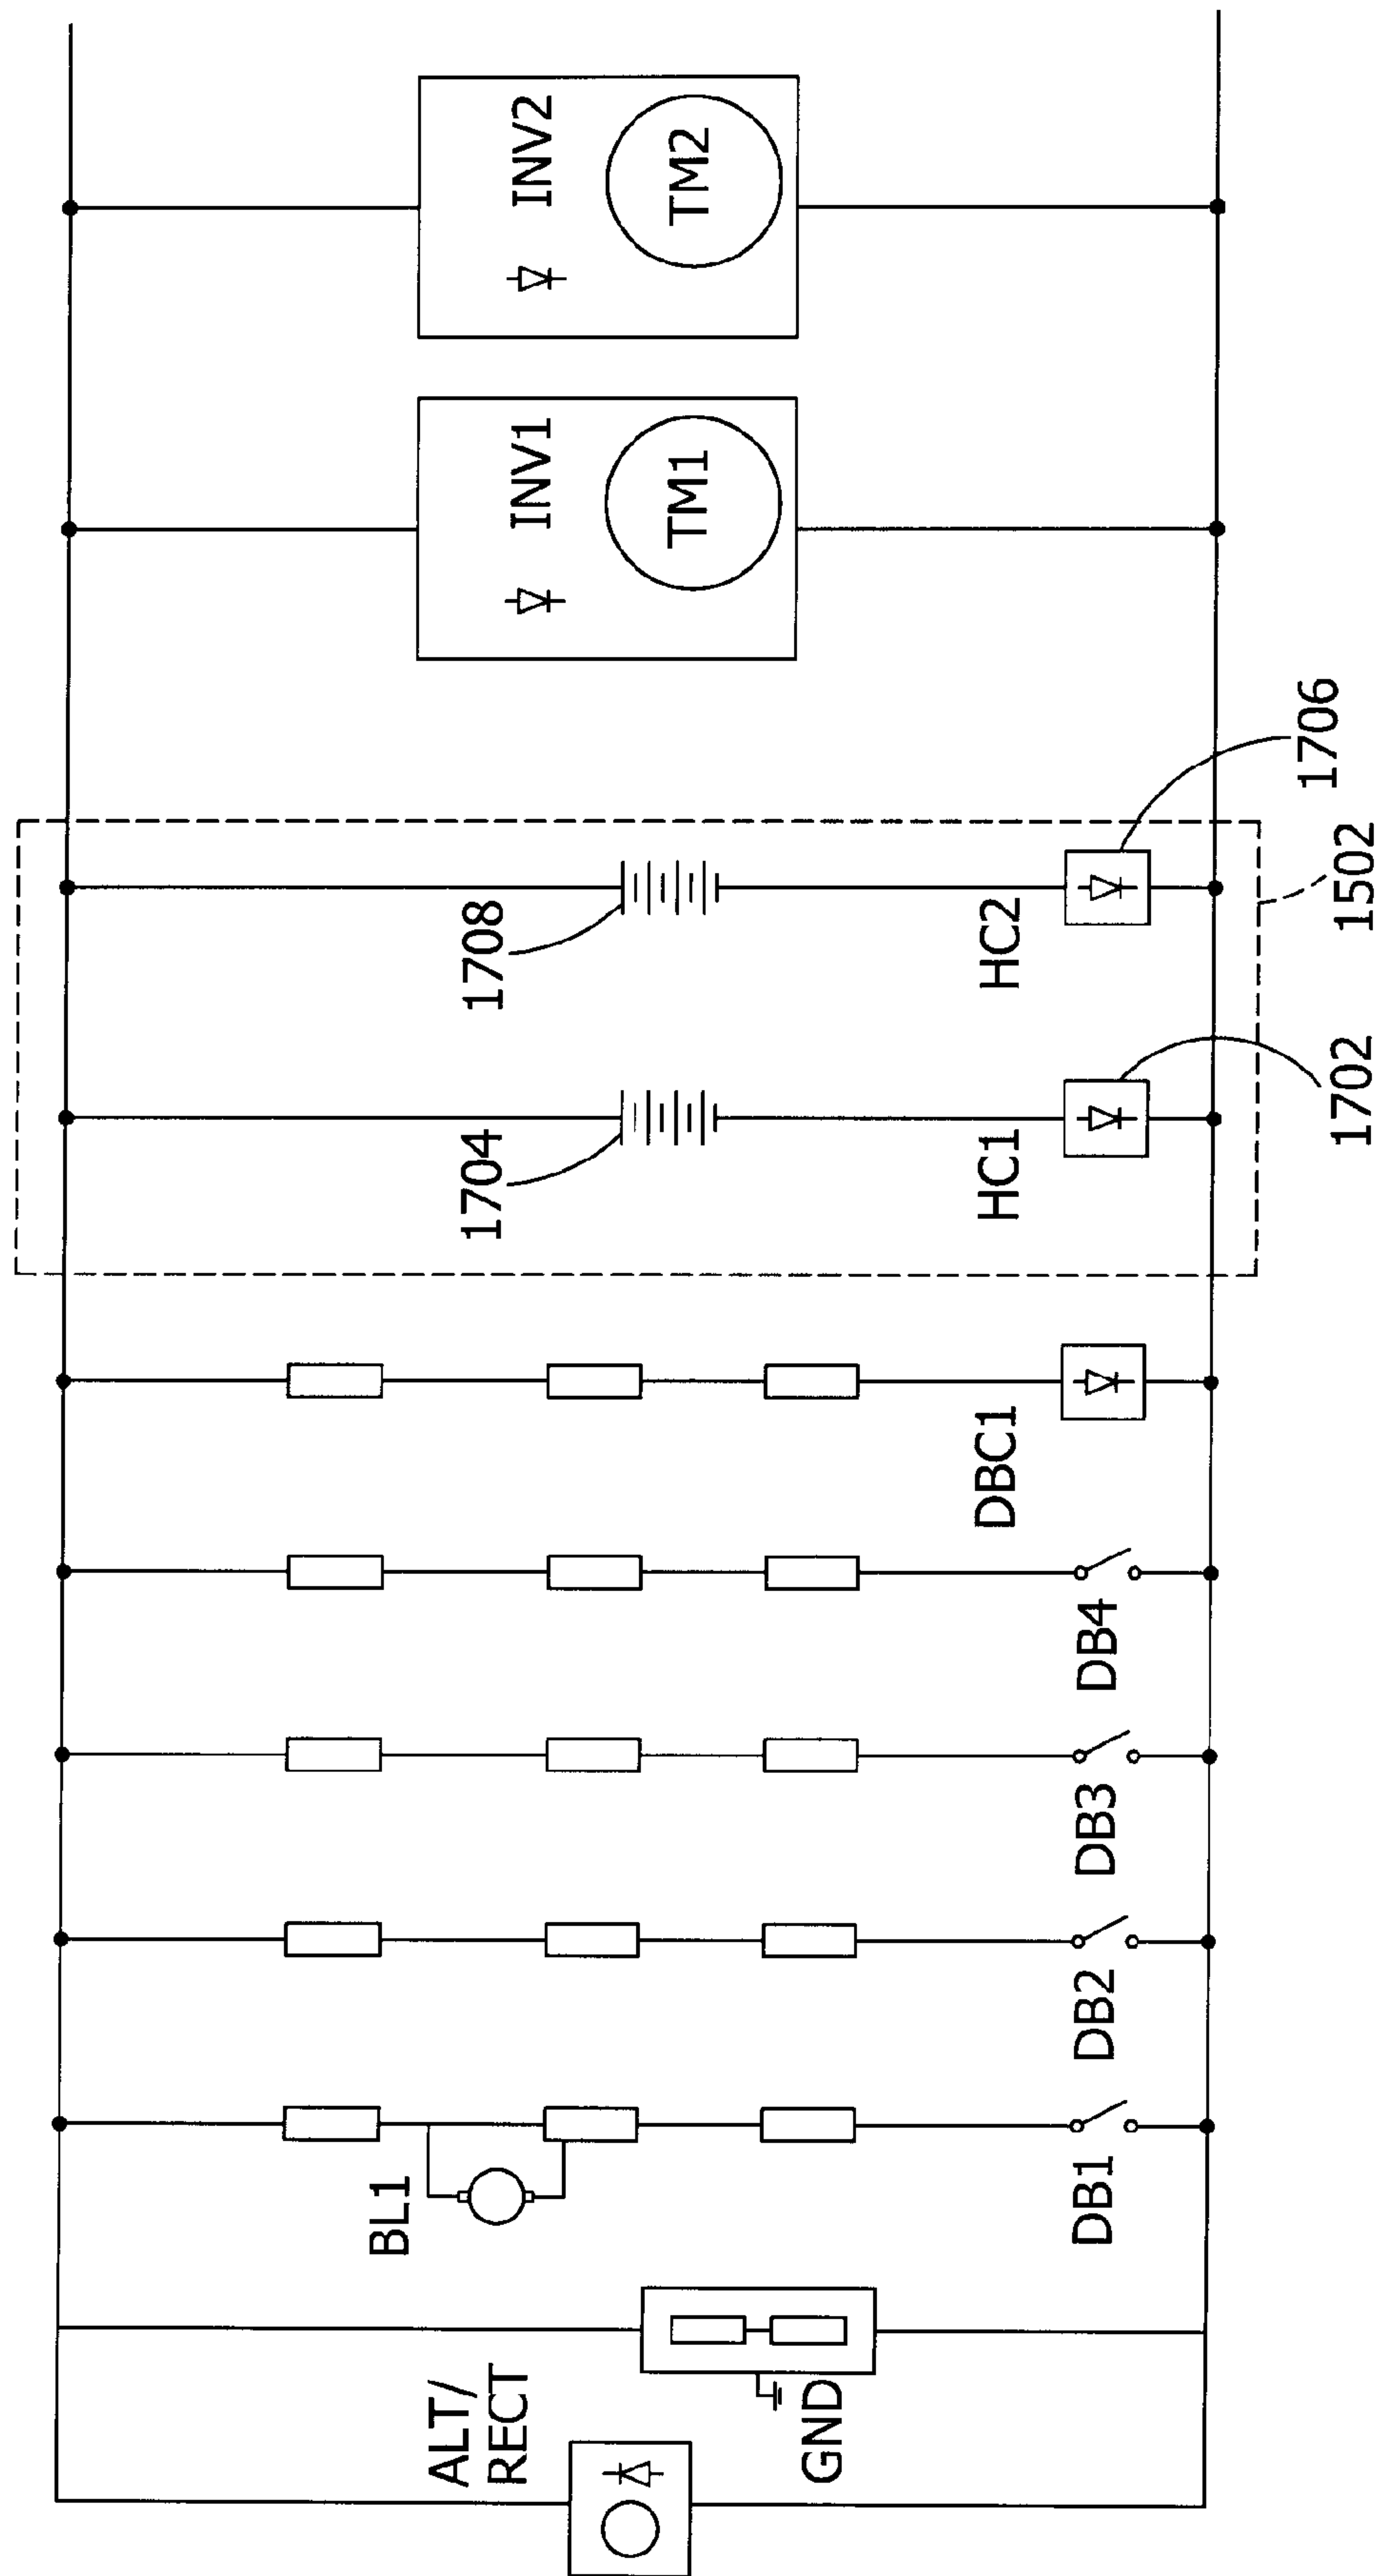 ALT/
RECT
GND
BL1
DB1
DB2
DB3
DB4
DBC1
1704
HC1
1702
1708
HC2
1706
1502
INV1
TM1
INV2
TM2